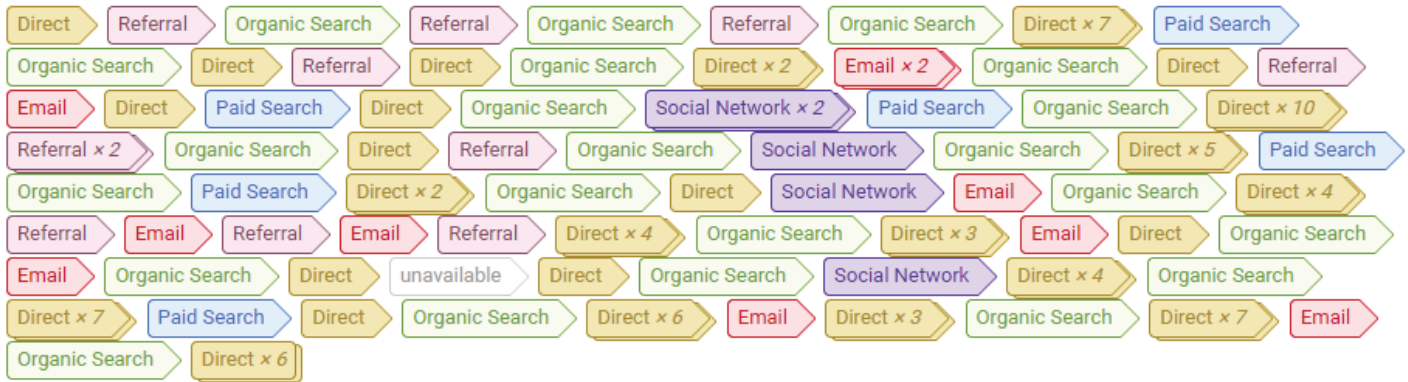 Direct Referral Organic Search Referral Organic Search Referral Organic Search Direct × 7 Paid Search
Organic Search Direct Referral Direct Organic Search Direct × 2 Email × 2 Organic Search Direct Referral
Email Direct Paid Search Direct Organic Search Social Network × 2 Paid Search Organic Search Direct × 10
Referral × 2 Organic Search Direct Referral Organic Search Social Network Organic Search Direct × 5 Paid Search
Organic Search Paid Search Direct × 2 Organic Search Direct Social Network Email Organic Search Direct × 4
Referral Email Referral Email Referral Direct × 4 Organic Search Direct × 3 Email Direct Organic Search
Email Organic Search Direct unavailable Direct Organic Search Social Network Direct × 4 Organic Search
Direct × 7 Paid Search Direct Organic Search Direct × 6 Email Direct × 3 Organic Search Direct × 7 Email
Organic Search Direct × 6